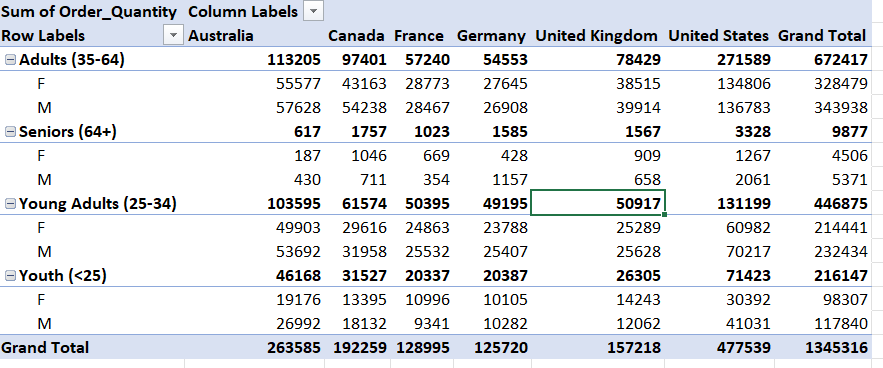 Sum of Order_Quantity Column Labels
Row Labels Australia Canada France Germany United Kingdom United States Grand Total
Adults (35-64) 113205 97401 57240 54553 78429 271589 672417
F 55577 43163 28773 27645 38515 134806 328479
M 57628 54238 28467 26908 39914 136783 343938
Seniors (64+) 617 1757 1023 1585 1567 3328 9877
F 187 1046 669 428 909 1267 4506
M 430 711 354 1157 658 2061 5371
Young Adults (25-34) 103595 61574 50395 49195 50917 131199 446875
F 49903 29616 24863 23788 25289 60982 214441
M 53692 31958 25532 25407 25628 70217 232434
Youth (<25) 46168 31527 20337 20387 26305 71423 216147
F 19176 13395 10996 10105 14243 30392 98307
M 26992 18132 9341 10282 12062 41031 117840
Grand Total 263585 192259 128995 125720 157218 477539 1345316